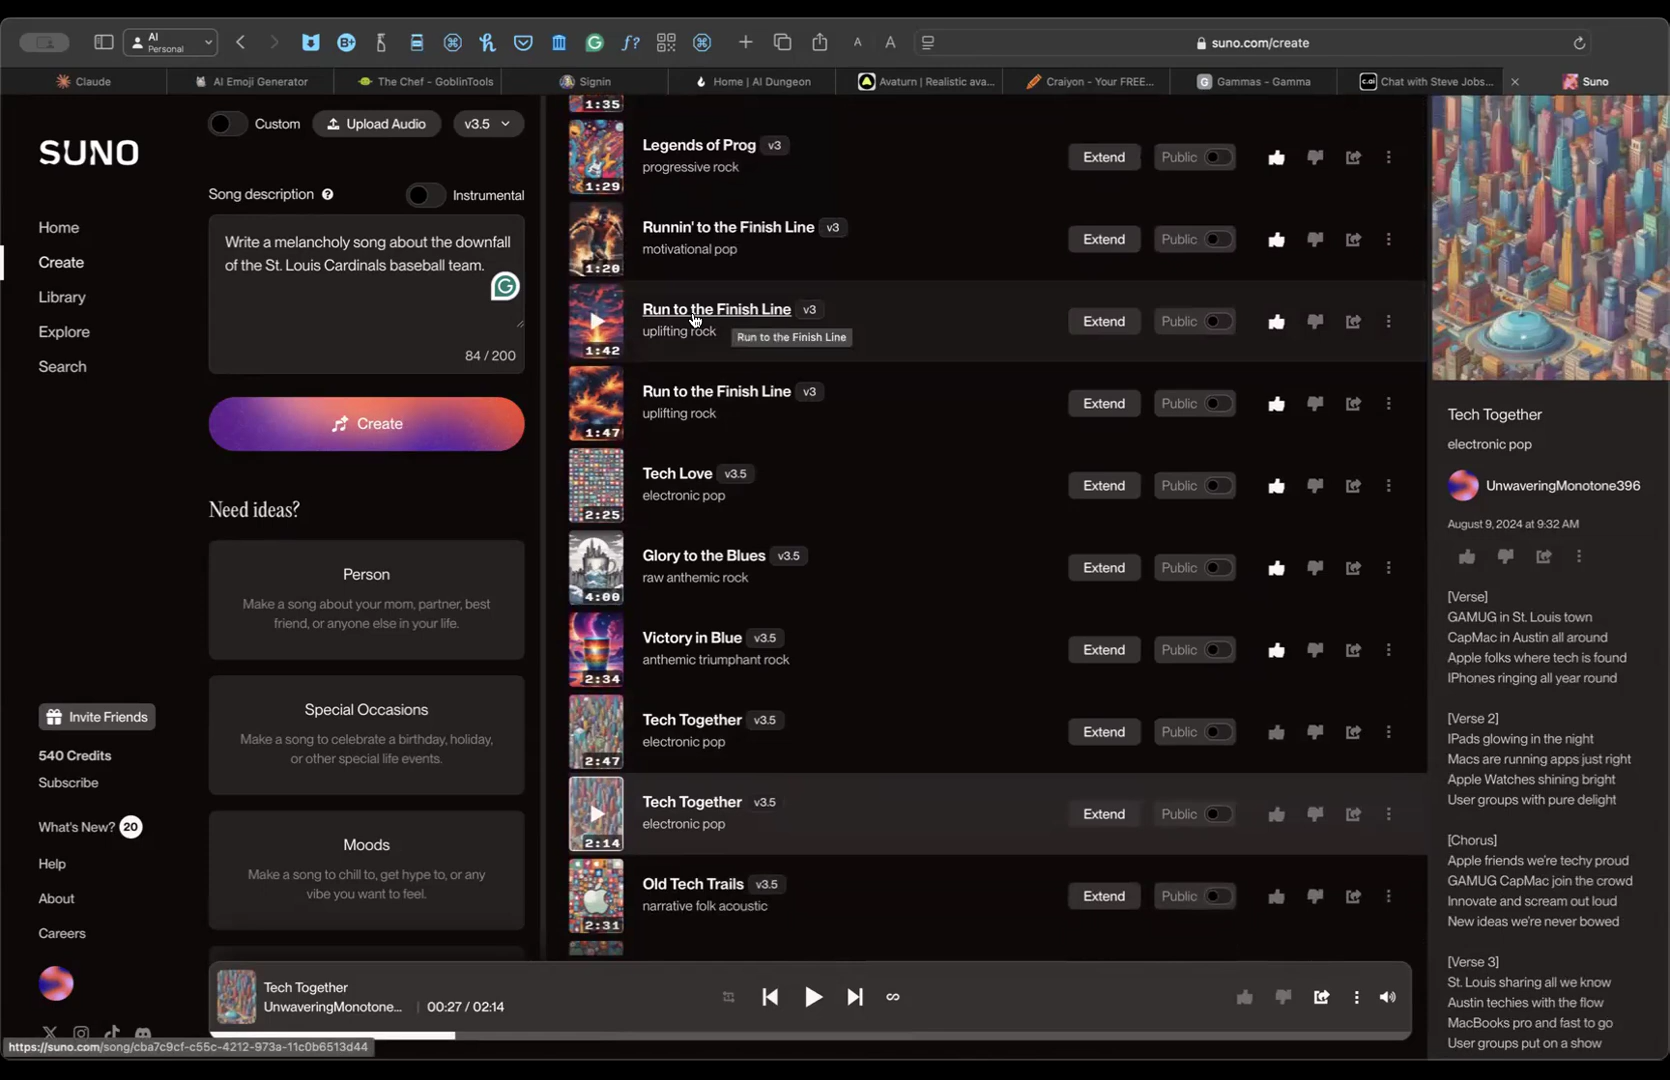 AI
Personal
suno.com/create
Claude
AI Emoji Generator
The Chef - GoblinTools
Signin
Home | AI Dungeon
Avaturn | Realistic ava...
Craiyon - Your FREE...
Gammas - Gamma
Chat with Steve Jobs...
Suno
SUNO
Home
Create
Library
Explore
Search
Invite Friends
540 Credits
Subscribe
What's New? 20
Help
About
Careers
Custom
Upload Audio
v3.5
Song description
Instrumental
Write a melancholy song about the downfall
of the St. Louis Cardinals baseball team.
84 / 200
Create
Need ideas?
Person
Make a song about your mom, partner, best
friend, or anyone else in your life.
Special Occasions
Make a song to celebrate a birthday, holiday,
or other special life events.
Moods
Make a song to chill to, get hype to, or any
vibe you want to feel.
1:35
Legends of Prog v3
progressive rock
1:29
Extend
Public
Runnin' to the Finish Line v3
motivational pop
1:20
Extend
Public
Run to the Finish Line v3
uplifting rock
Run to the Finish Line
1:42
Extend
Public
Run to the Finish Line v3
uplifting rock
1:47
Extend
Public
Tech Love v3.5
electronic pop
2:25
Extend
Public
Glory to the Blues v3.5
raw anthemic rock
4:00
Extend
Public
Victory in Blue v3.5
anthemic triumphant rock
2:34
Extend
Public
Tech Together v3.5
electronic pop
2:47
Extend
Public
Tech Together v3.5
electronic pop
2:14
Extend
Public
Old Tech Trails v3.5
narrative folk acoustic
2:31
Extend
Public
Tech Together
electronic pop
UnwaveringMonotone396
August 9, 2024 at 9:32 AM
[Verse]
GAMUG in St. Louis town
CapMac in Austin all around
Apple folks where tech is found
IPhones ringing all year round
[Verse 2]
IPads glowing in the night
Macs are running apps just right
Apple Watches shining bright
User groups with pure delight
[Chorus]
Apple friends we're techy proud
GAMUG CapMac join the crowd
Innovate and scream out loud
New ideas we're never bowed
[Verse 3]
St. Louis sharing all we know
Austin techies with the flow
MacBooks pro and fast to go
User groups put on a show
Tech Together
UnwaveringMonotone...
00:27 / 02:14
https://suno.com/song/cba7c9cf-c55c-4212-973a-11c0b6513d44